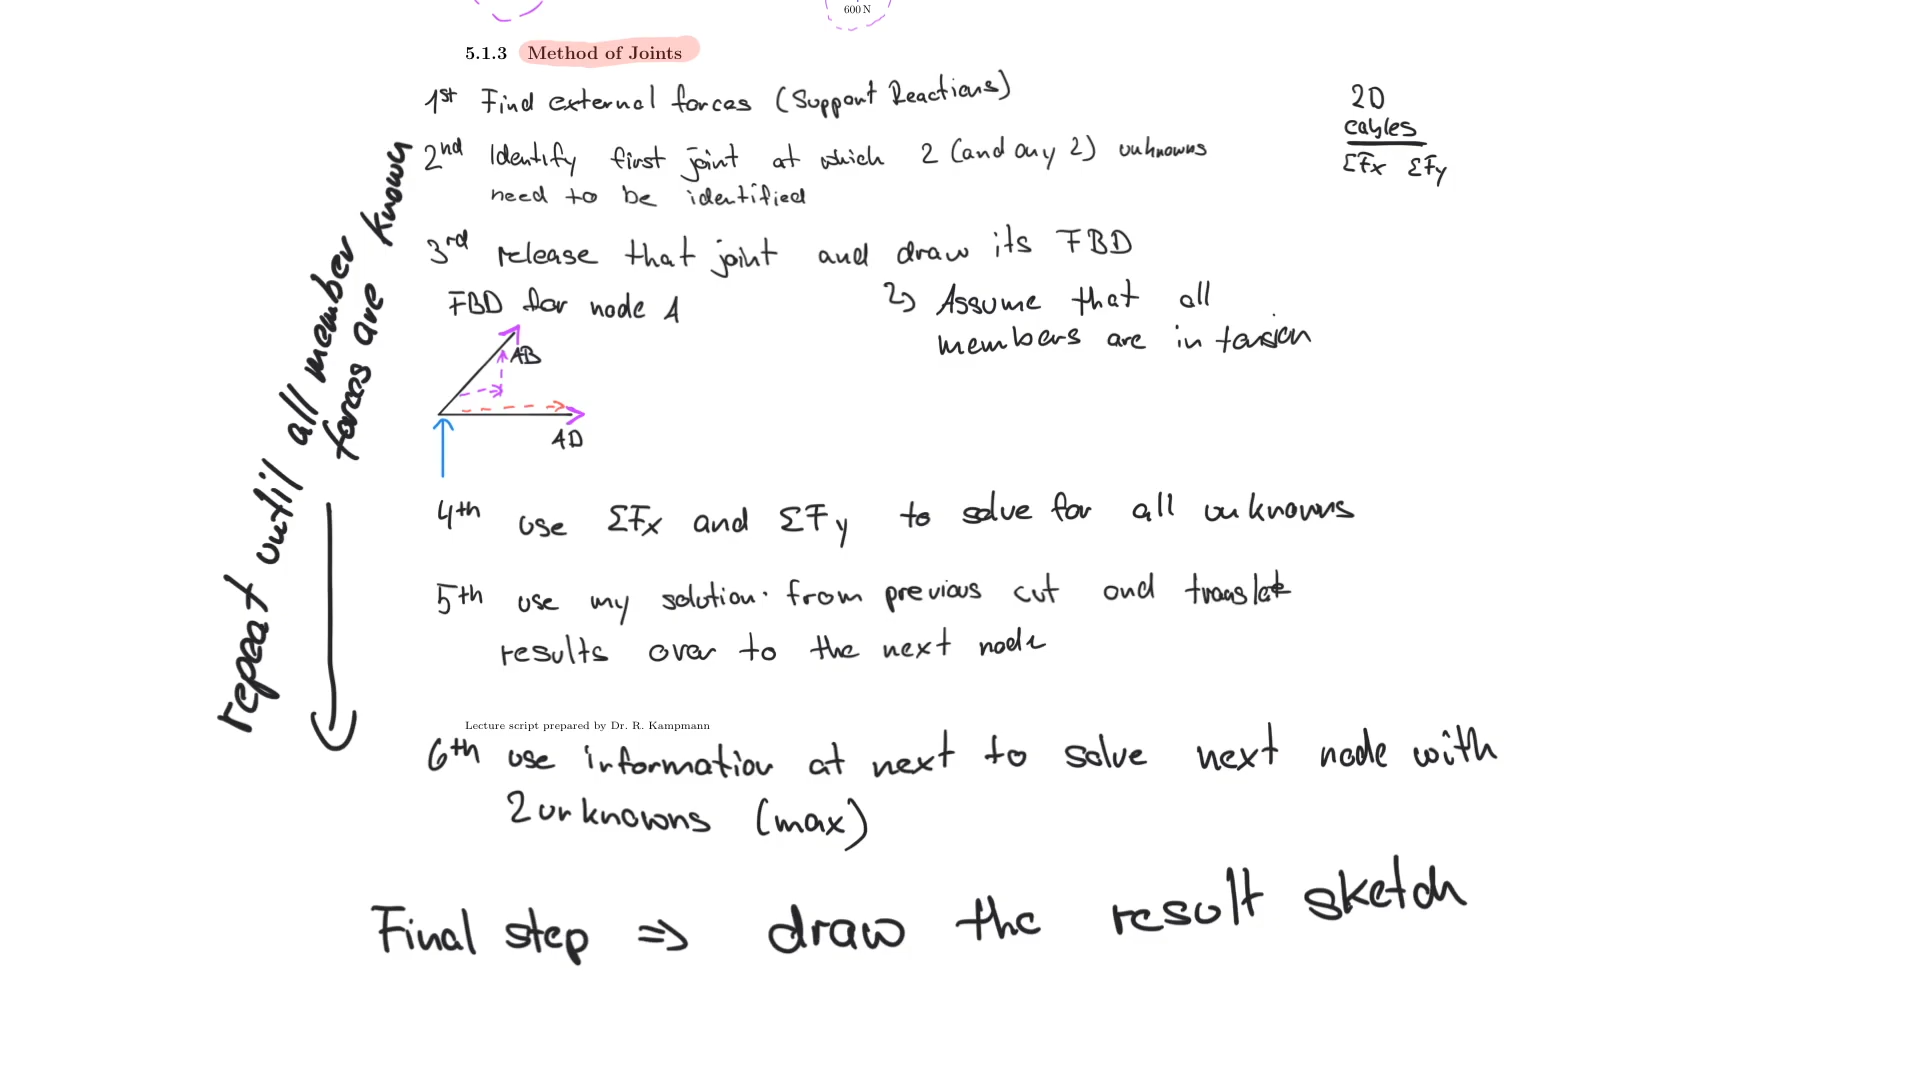 600 N
5.1.3 Method of Joints
1st Find external forces (Support Reactions)
2D
cables
ΣFx ΣFy
2nd Identify first joint at which 2 (and only 2) unknowns
need to be identified
3rd release that joint and draw its FBD
FBD for node A
2) Assume that all
members are in tension
AB
AD
4th use ΣFx and ΣFy to solve for all unknowns
5th use my solution from previous cut and translate
results over to the next node
repeat until all member
forces are known
Lecture script prepared by Dr. R. Kampmann
6th use information at next to solve next node with
2 unknowns (max)
Final step ⇒ draw the result sketch